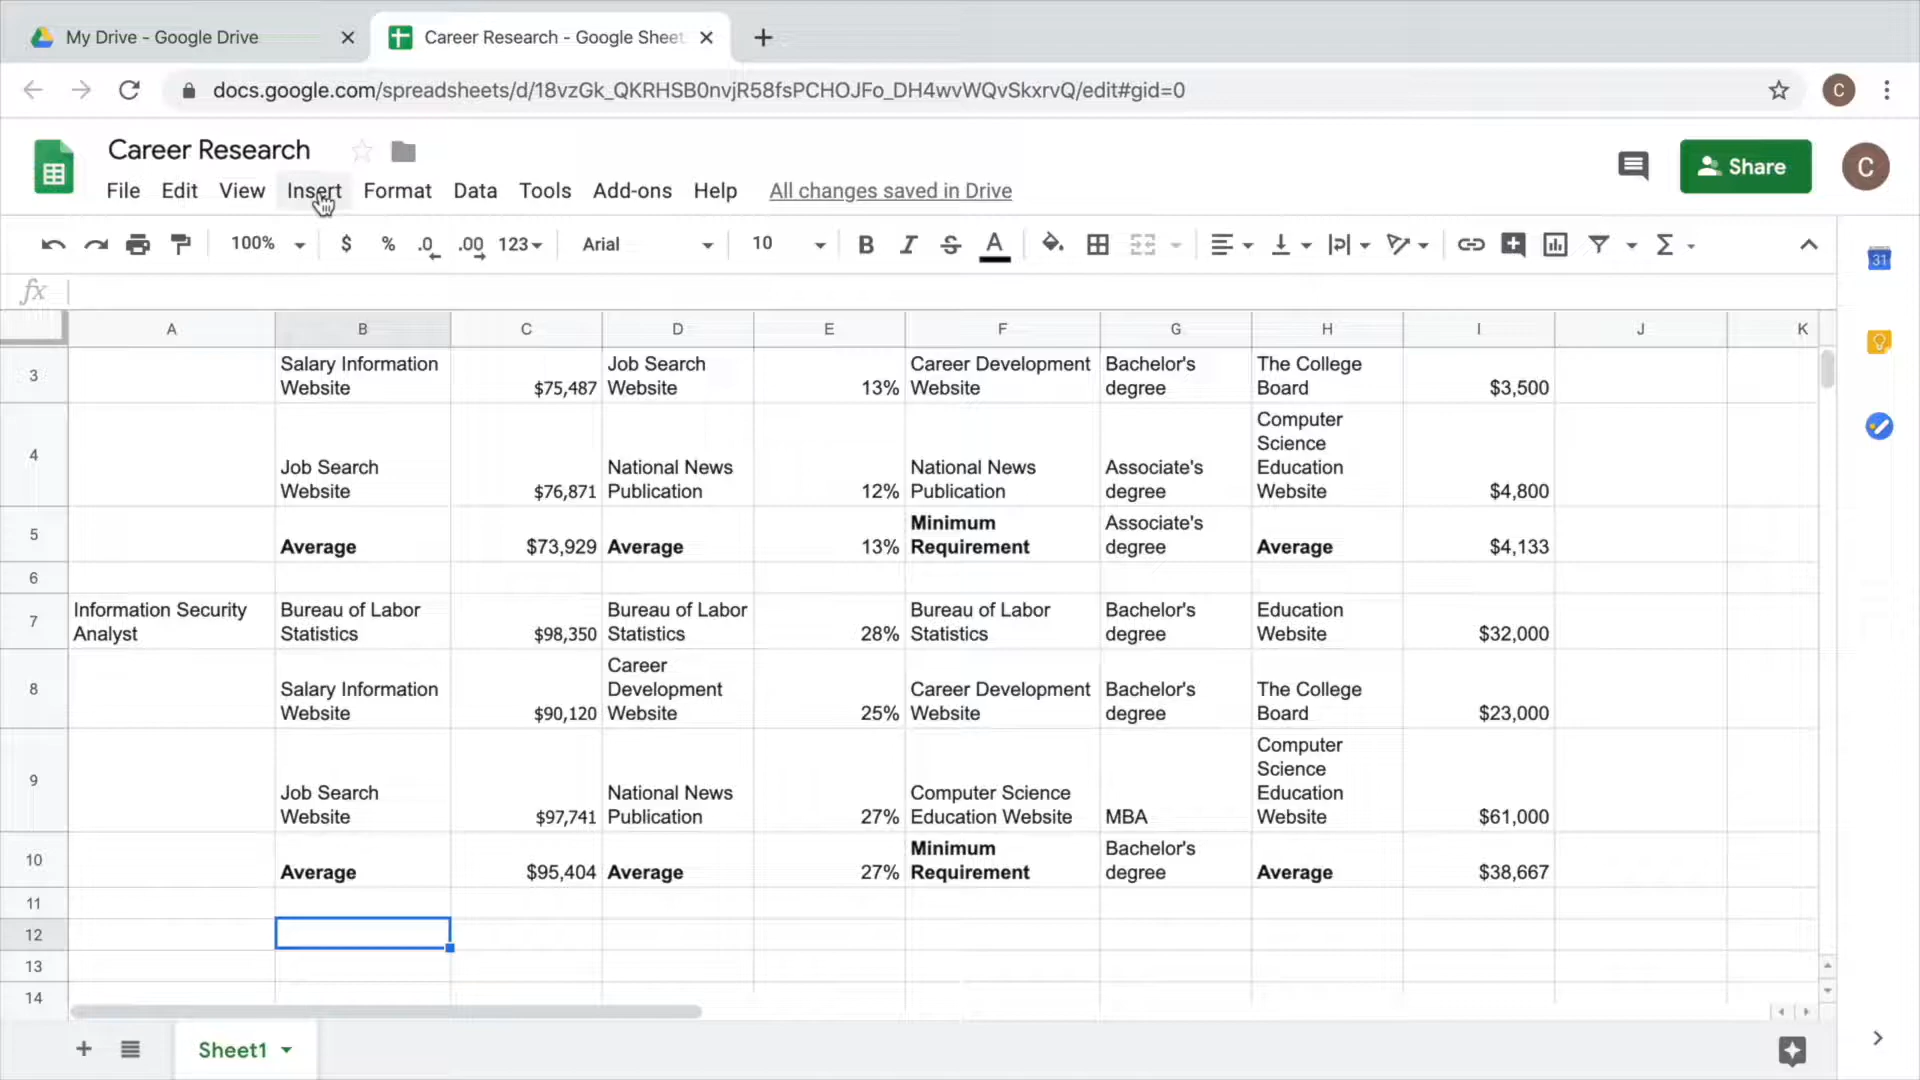 My Drive - Google Drive
Career Research - Google Sheet
docs.google.com/spreadsheets/d/18vzGk_QKRHSB0nvjR58fsPCHOJFo_DH4wvWQvSkxrvQ/edit#gid=0
C
Career Research
Share
C
File Edit View Insert Format Data Tools Add-ons Help All changes saved in Drive
100% $ % .0 .00 123 Arial 10 B I S A Σ
31
fx
A B C D E F G H I J K
3 Salary Information Website $75,487 Job Search Website 13% Career Development Website Bachelor's degree The College Board $3,500
4 Job Search Website $76,871 National News Publication 12% National News Publication Associate's degree Computer Science Education Website $4,800
5 Average $73,929 Average 13% Minimum Requirement Associate's degree Average $4,133
6
7 Information Security Analyst Bureau of Labor Statistics $98,350 Bureau of Labor Statistics 28% Bureau of Labor Statistics Bachelor's degree Education Website $32,000
8 Salary Information Website $90,120 Career Development Website 25% Career Development Website Bachelor's degree The College Board $23,000
9 Job Search Website $97,741 National News Publication 27% Computer Science Education Website MBA Computer Science Education Website $61,000
10 Average $95,404 Average 27% Minimum Requirement Bachelor's degree Average $38,667
11
12
13
14
Sheet1